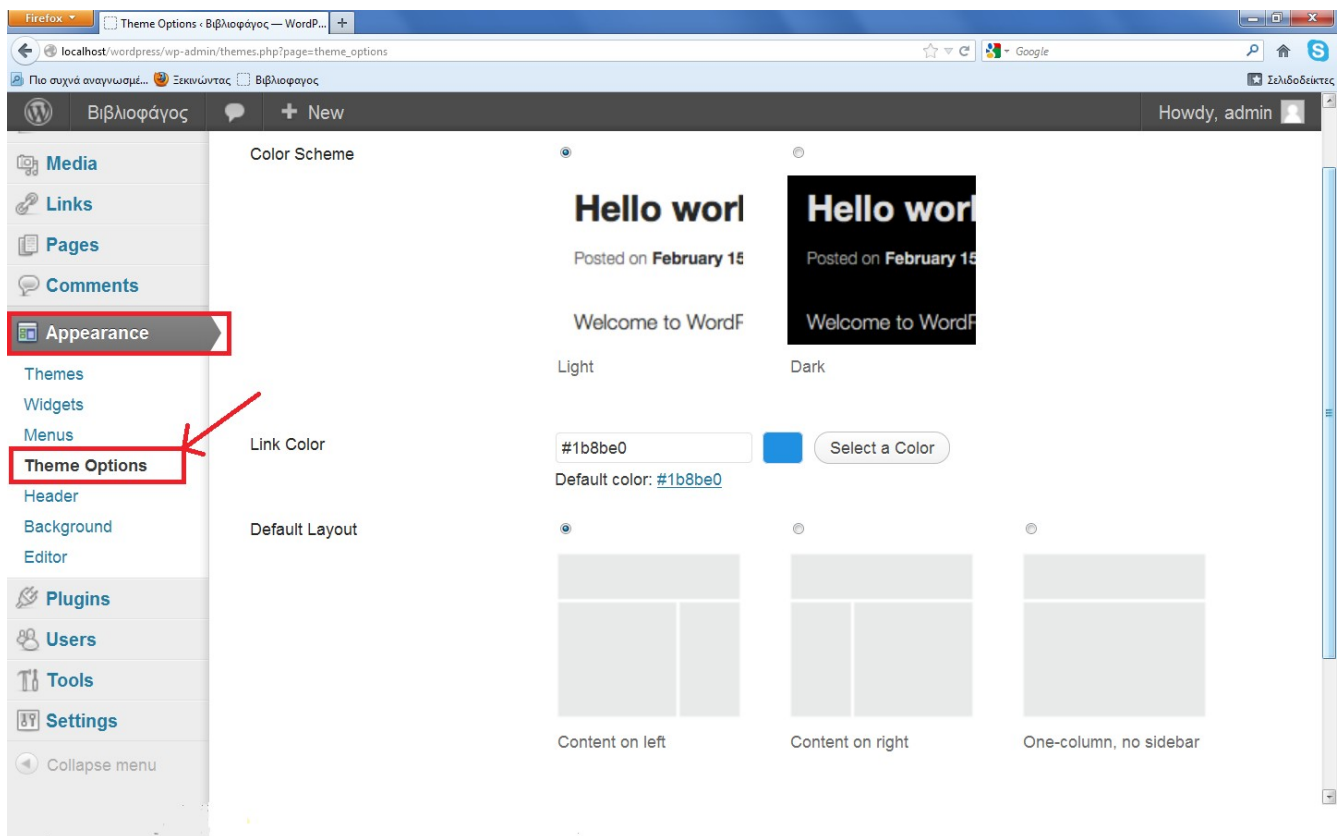 Firefox
Theme Options ‹ Βιβλιοφάγος — WordP...
localhost/wordpress/wp-admin/themes.php?page=theme_options
Google
Πιο συχνά αναγνωσμέ...
Ξεκινώντας
Βιβλιοφαγος
Σελιδοδείκτες
Βιβλιοφάγος
New
Howdy, admin
Media
Links
Pages
Comments
Appearance
Themes
Widgets
Menus
Theme Options
Header
Background
Editor
Plugins
Users
Tools
Settings
Collapse menu
Color Scheme
Hello worl
Posted on February 15
Welcome to WordP
Light
Hello worl
Posted on February 15
Welcome to WordP
Dark
Link Color
#1b8be0
Select a Color
Default color: #1b8be0
Default Layout
Content on left
Content on right
One-column, no sidebar